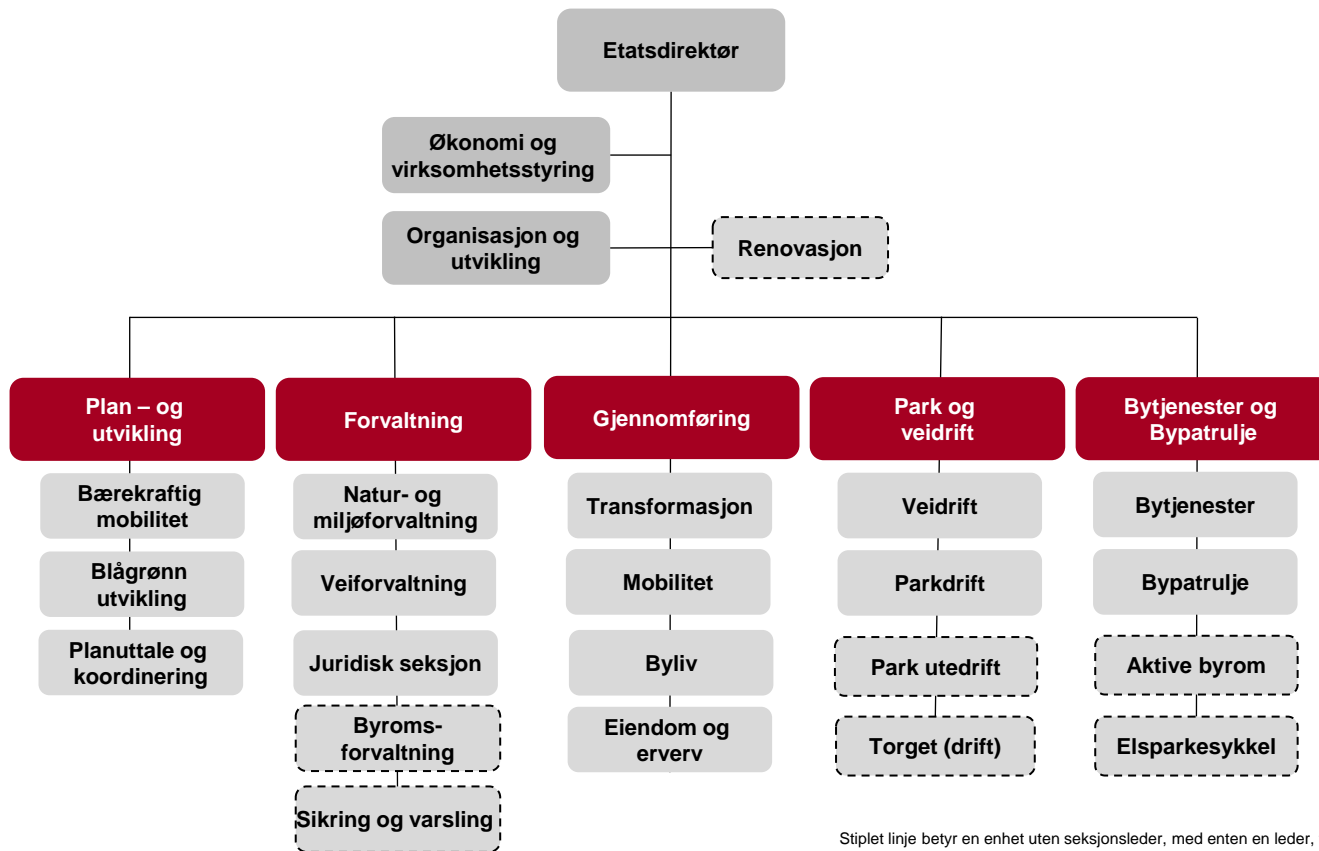 Etatsdirektør
Økonomi og
virksomhetsstyring
Organisasjon og
utvikling
Renovasjon
Plan – og
utvikling
Forvaltning
Gjennomføring
Park og
veidrift
Bytjenester og
Bypatrulje
Bærekraftig
mobilitet
Blågrønn
utvikling
Planuttale og
koordinering
Natur- og
miljøforvaltning
Veiforvaltning
Juridisk seksjon
Byroms-
forvaltning
Sikring og varsling
Transformasjon
Mobilitet
Byliv
Eiendom og
erverv
Veidrift
Parkdrift
Park utedrift
Torget (drift)
Bytjenester
Bypatrulje
Aktive byrom
Elsparkesykkel
Stiplet linje betyr en enhet uten seksjonsleder, med enten en leder,